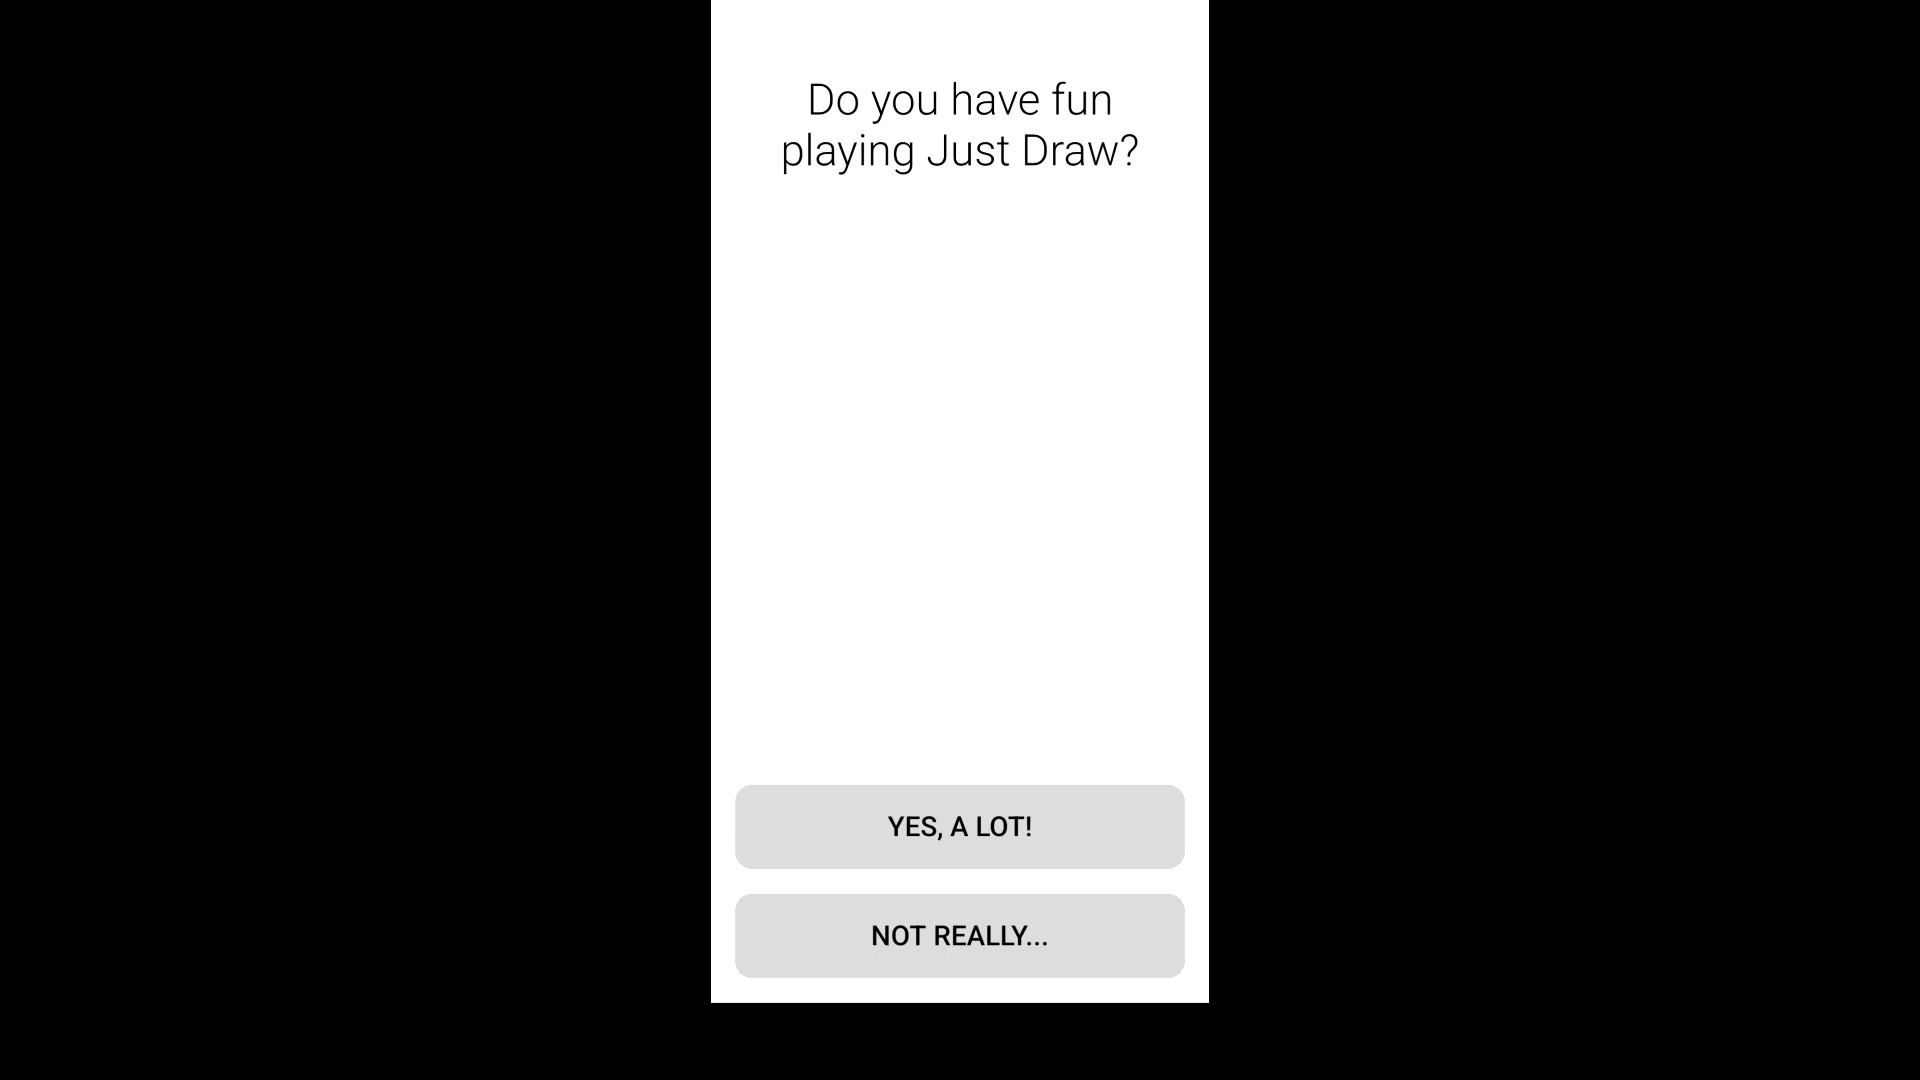 Do you have fun
playing Just Draw?
YES, A LOT!
NOT REALLY...